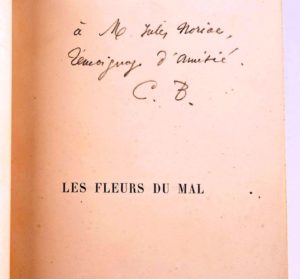 à M. Jules Noriac,
Témoignage d'amitié.
C. B.
LES FLEURS DU MAL